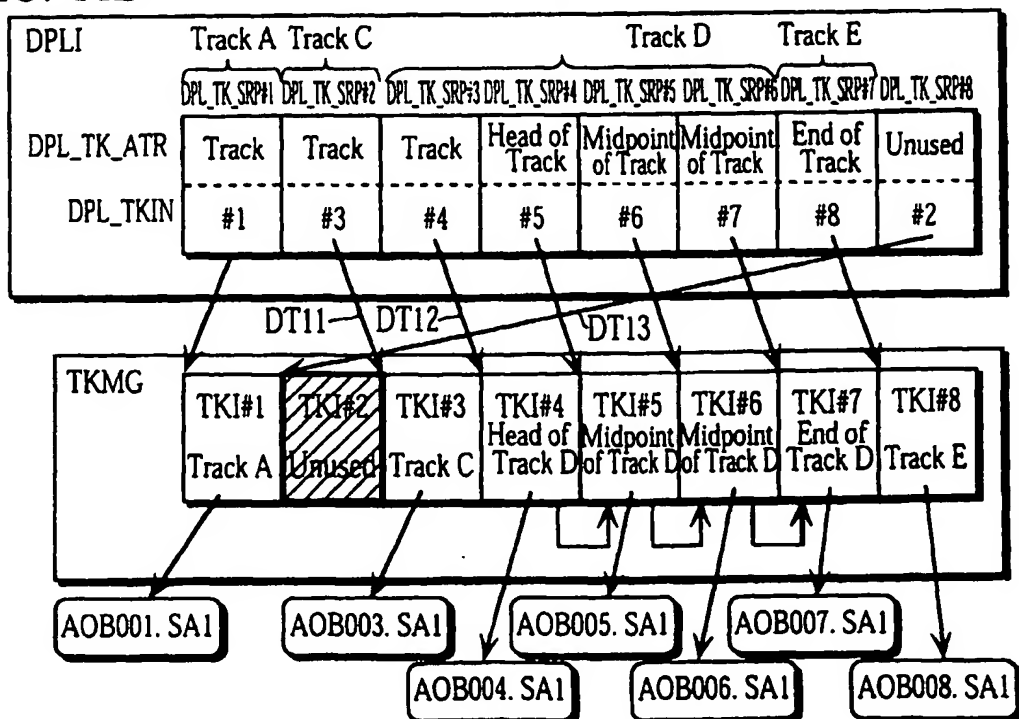 DPLI Track A Track C Track D Track E
DPL_TK_SRP#1 DPL_TK_SRP#2 DPL_TK_SRP#3 DPL_TK_SRP#4 DPL_TK_SRP#5 DPL_TK_SRP#6 DPL_TK_SRP#7 DPL_TK_SRP#8
DPL_TK_ATR Track Track Track Head of Track Midpoint of Track Midpoint of Track End of Track Unused
DPL_TKIN #1 #3 #4 #5 #6 #7 #8 #2
DT11 DT12 DT13
TKMG
TKI#1 TKI#2 TKI#3 TKI#4 TKI#5 TKI#6 TKI#7 TKI#8
Track A Unused Track C Head of Track D Midpoint of Track D Midpoint of Track D End of Track D Track E
AOB001. SA1 AOB003. SA1 AOB005. SA1 AOB007. SA1
AOB004. SA1 AOB006. SA1 AOB008. SA1